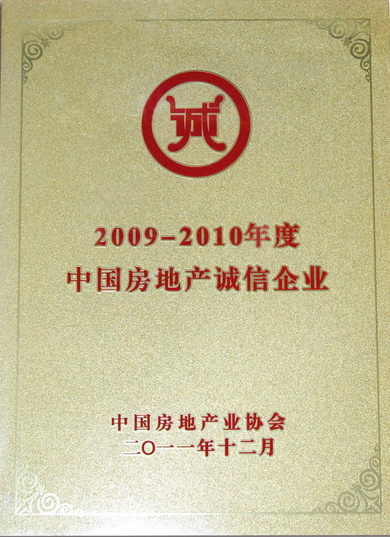 诚
2009-2010年度
中国房地产诚信企业
中国房地产业协会
二〇一一年十二月